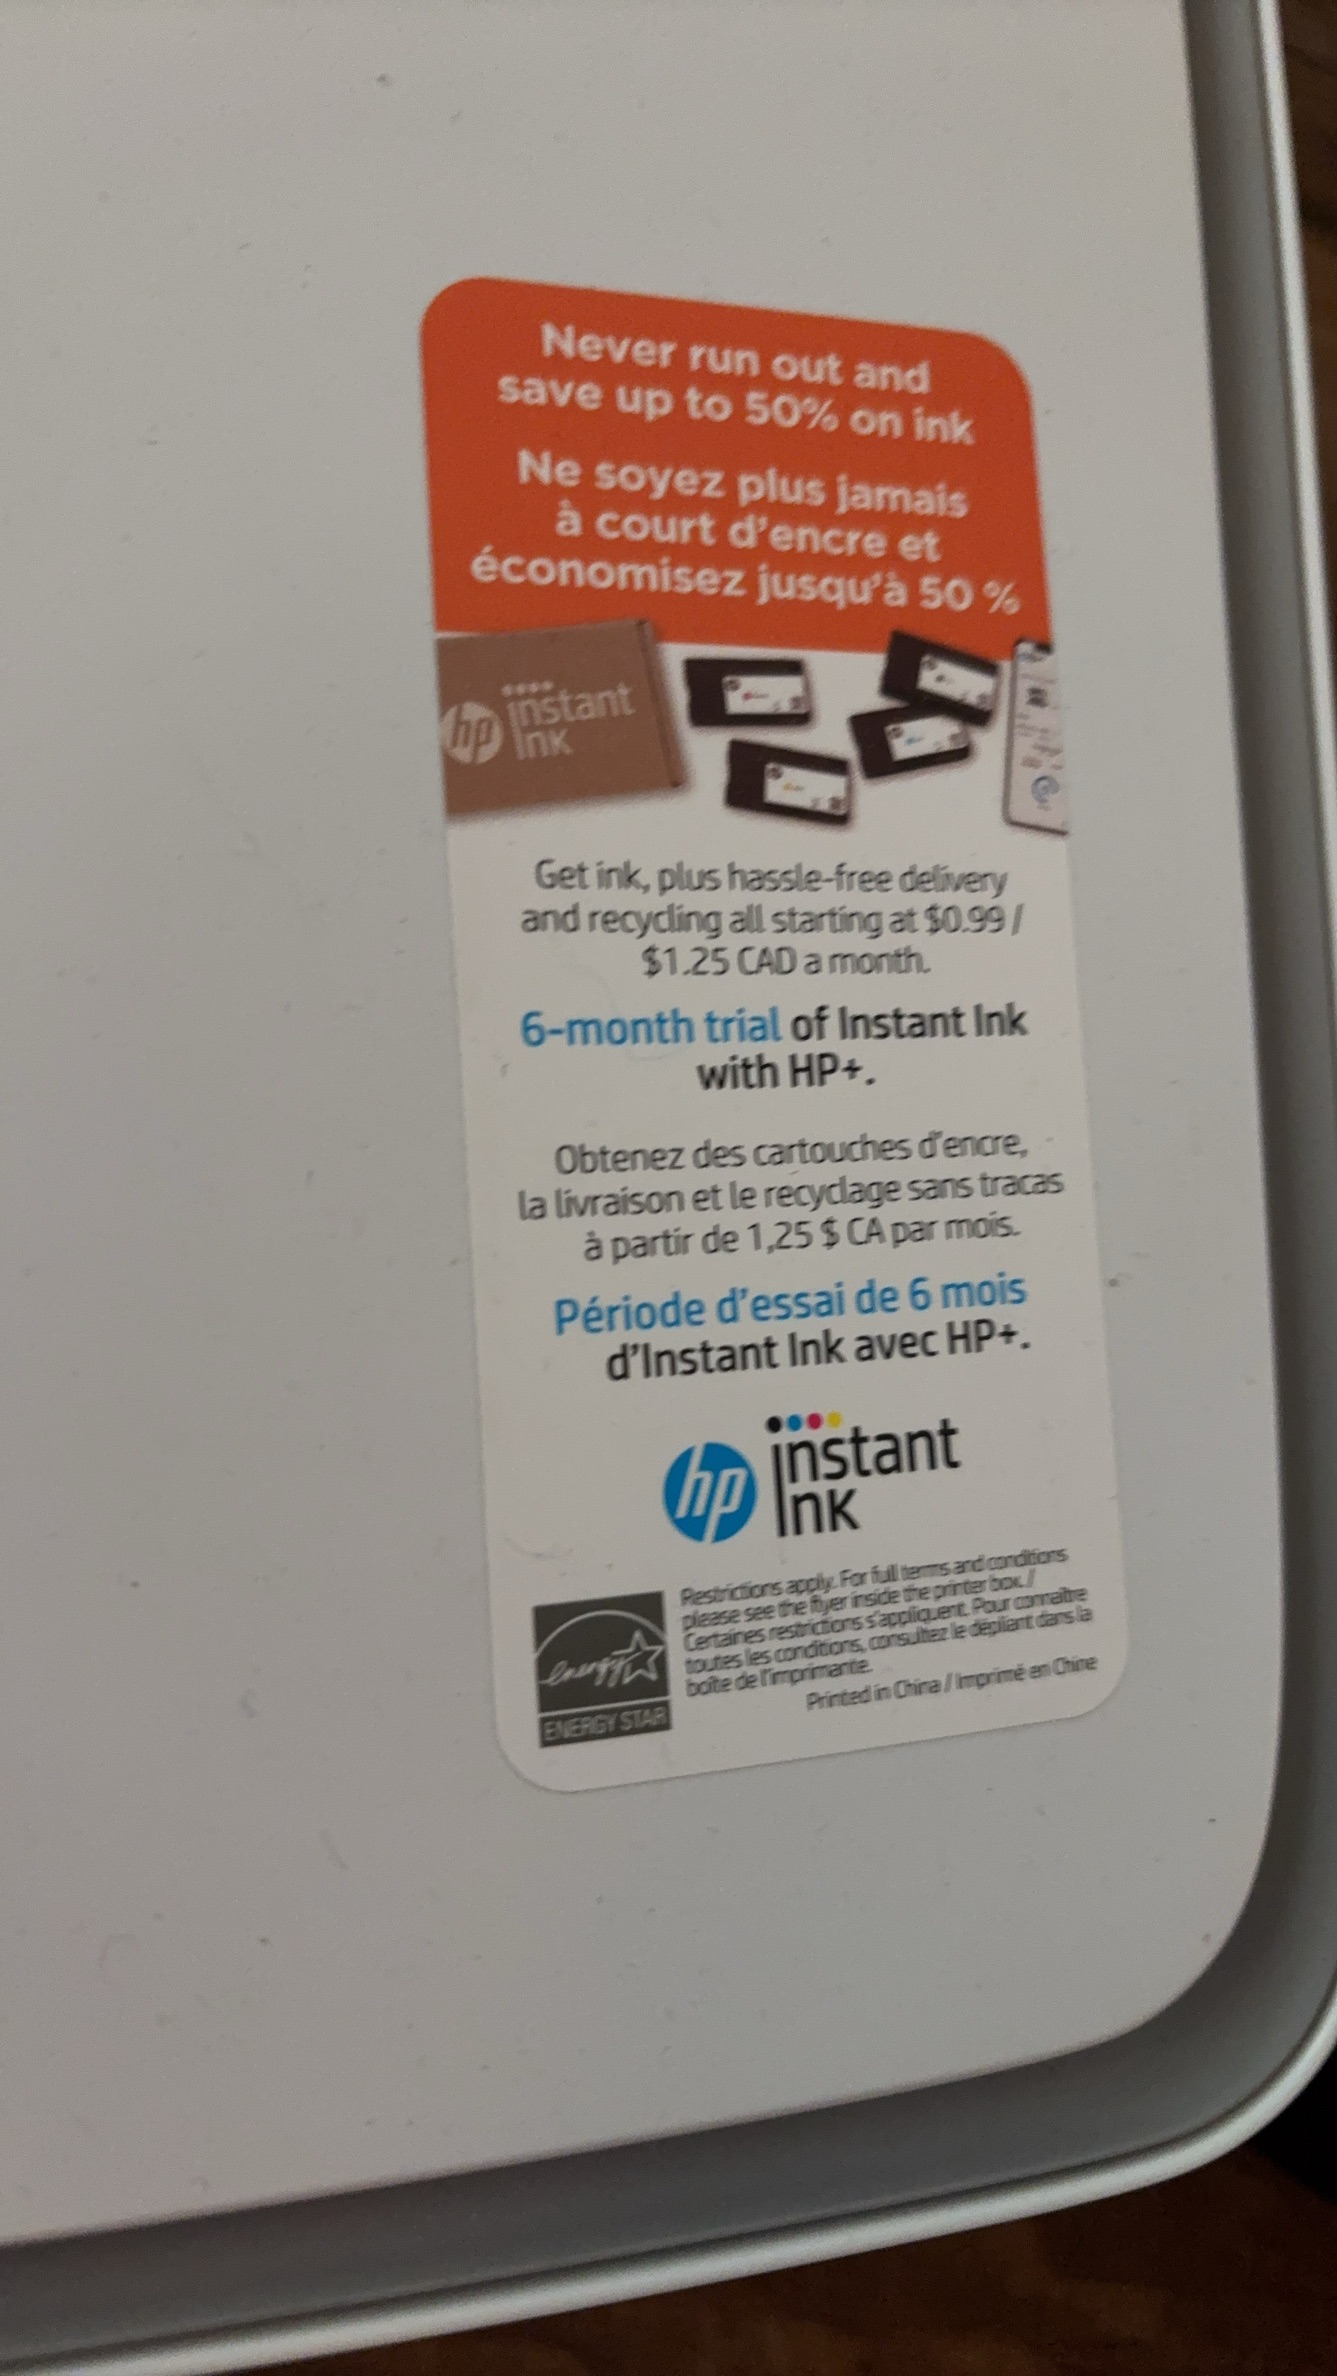 Never run out and
save up to 50% on ink
Ne soyez plus jamais
à court d'encre et
économisez jusqu'à 50 %
hp instant
Ink
Get ink, plus hassle-free delivery
and recycling all starting at $0.99 /
$1.25 CAD a month.
6-month trial of Instant Ink
with HP+.
Obtenez des cartouches d'encre,
la livraison et le recyclage sans tracas
à partir de 1,25 $ CA par mois.
Période d'essai de 6 mois
d'Instant Ink avec HP+.
hp instant
Ink
Restrictions apply. For full terms and conditions
please see the flyer inside the printer box. /
Certaines restrictions s'appliquent. Pour connaître
toutes les conditions, consultez le dépliant dans la
boîte de l'imprimante.
Printed in China / Imprimé en Chine
energy
ENERGY STAR